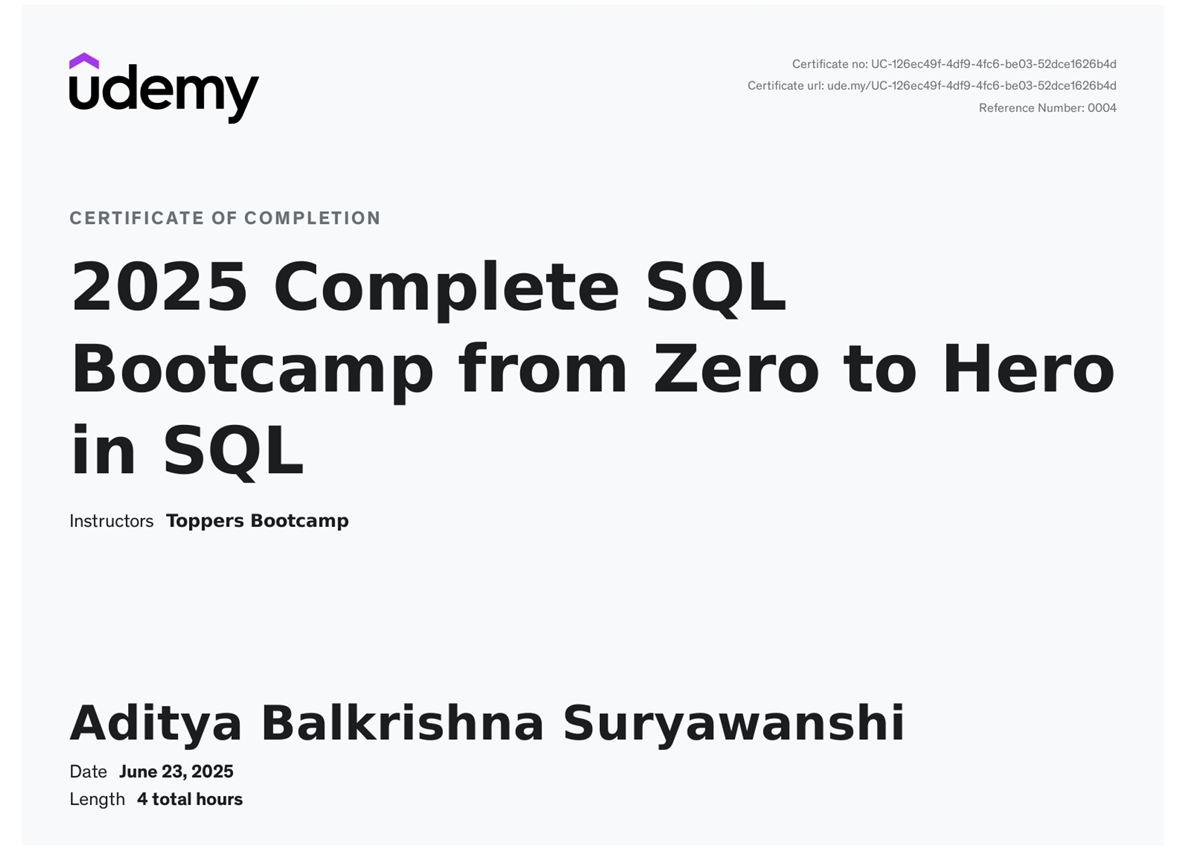 udemy
Certificate no: UC-126ec49f-4df9-4fc6-be03-52dce1626b4d
Certificate url: ude.my/UC-126ec49f-4df9-4fc6-be03-52dce1626b4d
Reference Number: 0004
CERTIFICATE OF COMPLETION
2025 Complete SQL
Bootcamp from Zero to Hero
in SQL
Instructors Toppers Bootcamp
Aditya Balkrishna Suryawanshi
Date June 23, 2025
Length 4 total hours